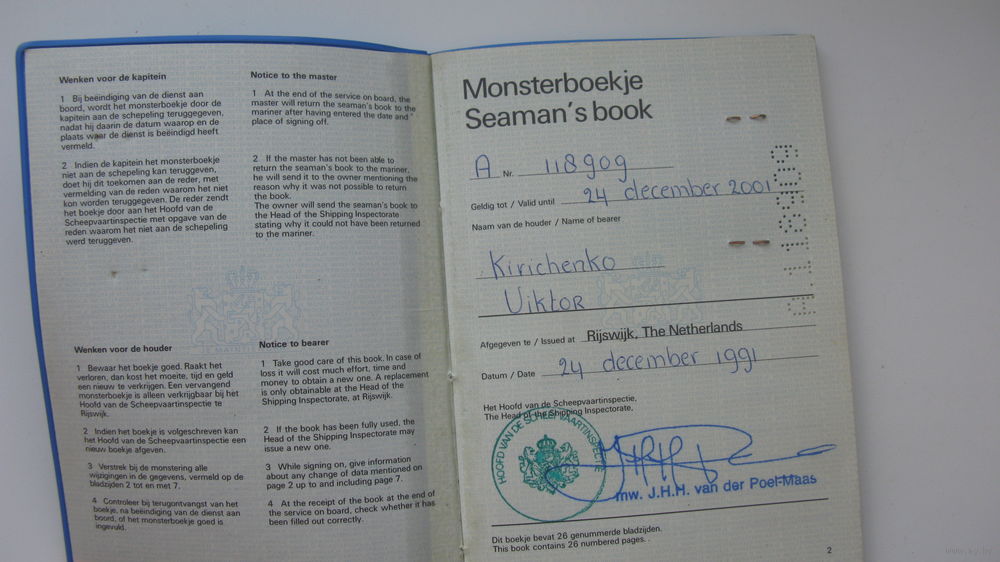 Wenken voor de kapitein
1 Bij beëindiging van de dienst aan
boord, wordt het monsterboekje door de
kapitein aan de schepeling teruggegeven,
nadat hij daarin de datum waarop en de
plaats waar de dienst is beëindigd heeft
vermeld.
2 Indien de kapitein het monsterboekje
niet aan de schepeling kan teruggeven,
doet hij dit toekomen aan de reder, met
vermelding van de reden waarom het niet
kon worden teruggegeven. De reder zendt
het boekje door aan het Hoofd van de
Scheepvaartinspectie met opgave van de
reden waarom het niet aan de schepeling
werd teruggeven.
Notice to the master
1 At the end of the service on board, the
master will return the seaman's book to the
mariner after having entered the date and
place of signing off.
2 If the master has not been able to
return the seaman's book to the mariner,
he will send it to the owner mentioning the
reason why it was not possible to return
the book.
The owner will send the seaman's book to
the Head of the Shipping Inspectorate
stating why it could not have been returned
to the mariner.
Wenken voor de houder
1 Bewaar het boekje goed. Raakt het
verloren, dan kost het moeite, tijd en geld
een nieuw te verkrijgen. Een vervangend
monsterboekje is alleen verkrijgbaar bij het
Hoofd van de Scheepvaartinspectie te
Rijswijk.
2 Indien het boekje is volgeschreven kan
het Hoofd van de Scheepvaartinspectie een
nieuw boekje afgeven.
3 Verstrek bij de monstering alle
wijzigingen in de gegevens, vermeld op de
bladzijden 2 tot en met 7.
4 Controleer bij terugontvangst van het
boekje, na beëindiging van de dienst aan
boord, of het monsterboekje goed is
ingevuld.
Notice to bearer
1 Take good care of this book. In case of
loss it will cost much effort, time and
money to obtain a new one. A replacement
is only obtainable at the Head of the
Shipping Inspectorate, at Rijswijk.
2 If the book has been fully used, the
Head of the Shipping Inspectorate may
issue a new one.
3 While signing on, give information
about any change of data mentioned on
page 2 up to and including page 7.
4 At the receipt of the book at the end of
the service on board, check whether it has
been filled out correctly.
Monsterboekje
Seaman's book
A Nr. 118909
Geldig tot / Valid until 24 december 2001
Naam van de houder / Name of bearer
Kirichenko
Viktor
Afgegeven te / Issued at Rijswijk, The Netherlands
Datum / Date 24 december 1991
Het Hoofd van de Scheepvaartinspectie,
The Head of the Shipping Inspectorate,
HOOFD VAN DE SCHEEPVAARTINSPECTIE
mw. J.H.H. van der Poel-Maas
Dit boekje bevat 26 genummerde bladzijden.
This book contains 26 numbered pages.
2
A118909